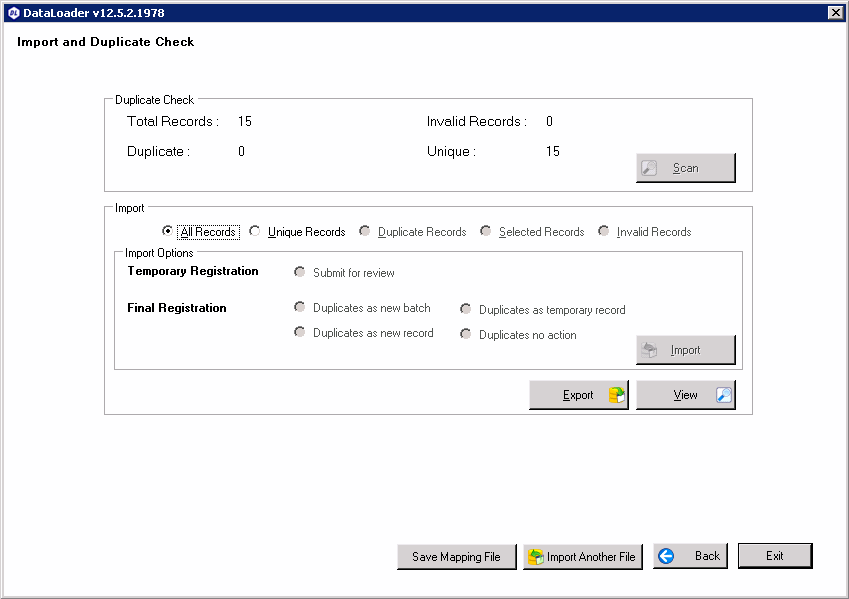 DataLoader v12.5.2.1978
Import and Duplicate Check
Duplicate Check
Total Records : 15 Invalid Records : 0
Duplicate : 0 Unique : 15
Scan
Import
All Records Unique Records Duplicate Records Selected Records Invalid Records
Import Options
Temporary Registration Submit for review
Final Registration Duplicates as new batch Duplicates as temporary record
Duplicates as new record Duplicates no action
Import
Export View
Save Mapping File Import Another File Back Exit